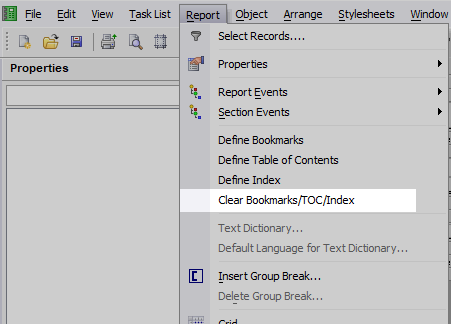 File Edit View Task List Report Object Arrange Stylesheets Window
Select Records....
Properties
Properties
Report Events
Section Events
Define Bookmarks
Define Table of Contents
Define Index
Clear Bookmarks/TOC/Index
Text Dictionary...
Default Language for Text Dictionary...
Insert Group Break...
Delete Group Break...
Grid